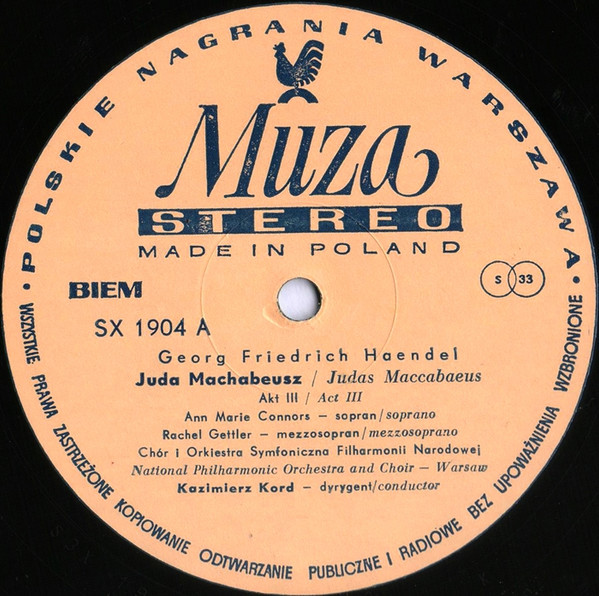 • POLSKIE NAGRANIA WARSZAWA •
Muza
STEREO
MADE IN POLAND
BIEM
S 33
SX 1904 A
Georg Friedrich Haendel
Juda Machabeusz / Judas Maccabaeus
Akt III / Act III
Ann Marie Connors – sopran/soprano
Rachel Gettler – mezzosopran/mezzosoprano
Chór i Orkiestra Symfoniczna Filharmonii Narodowej
National Philharmonic Orchestra and Choir – Warsaw
Kazimierz Kord – dyrygent/conductor
WSZYSTKIE PRAWA ZASTRZEŻONE KOPIOWANIE ODTWARZANIE PUBLICZNE I RADIOWE BEZ UPOWAŻNIENIA WZBRONIONE